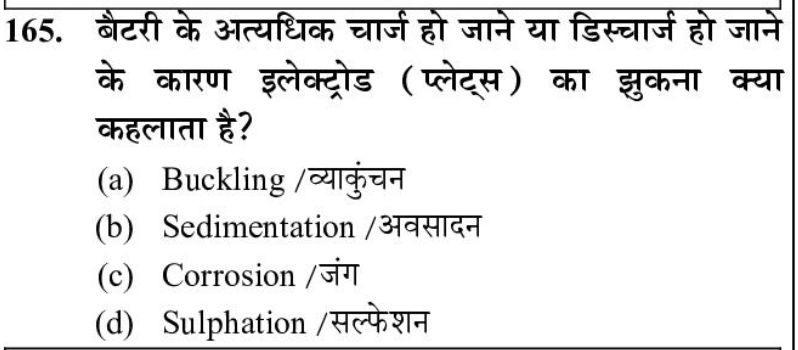 165. बैटरी के अत्यधिक चार्ज हो जाने या डिस्चार्ज हो जाने
के कारण इलेक्ट्रोड (प्लेट्स) का झुकना क्या
कहलाता है?
(a) Buckling /व्याकुंचन
(b) Sedimentation /अवसादन
(c) Corrosion /जंग
(d) Sulphation /सल्फेशन